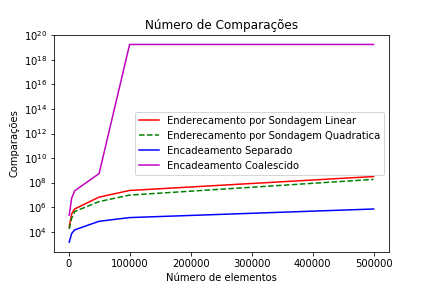 Número de Comparações
10^20
10^18
10^16
10^14
10^12
10^10
10^8
10^6
10^4
Comparações
Enderecamento por Sondagem Linear
Enderecamento por Sondagem Quadratica
Encadeamento Separado
Encadeamento Coalescido
0
100000
200000
300000
400000
500000
Número de elementos